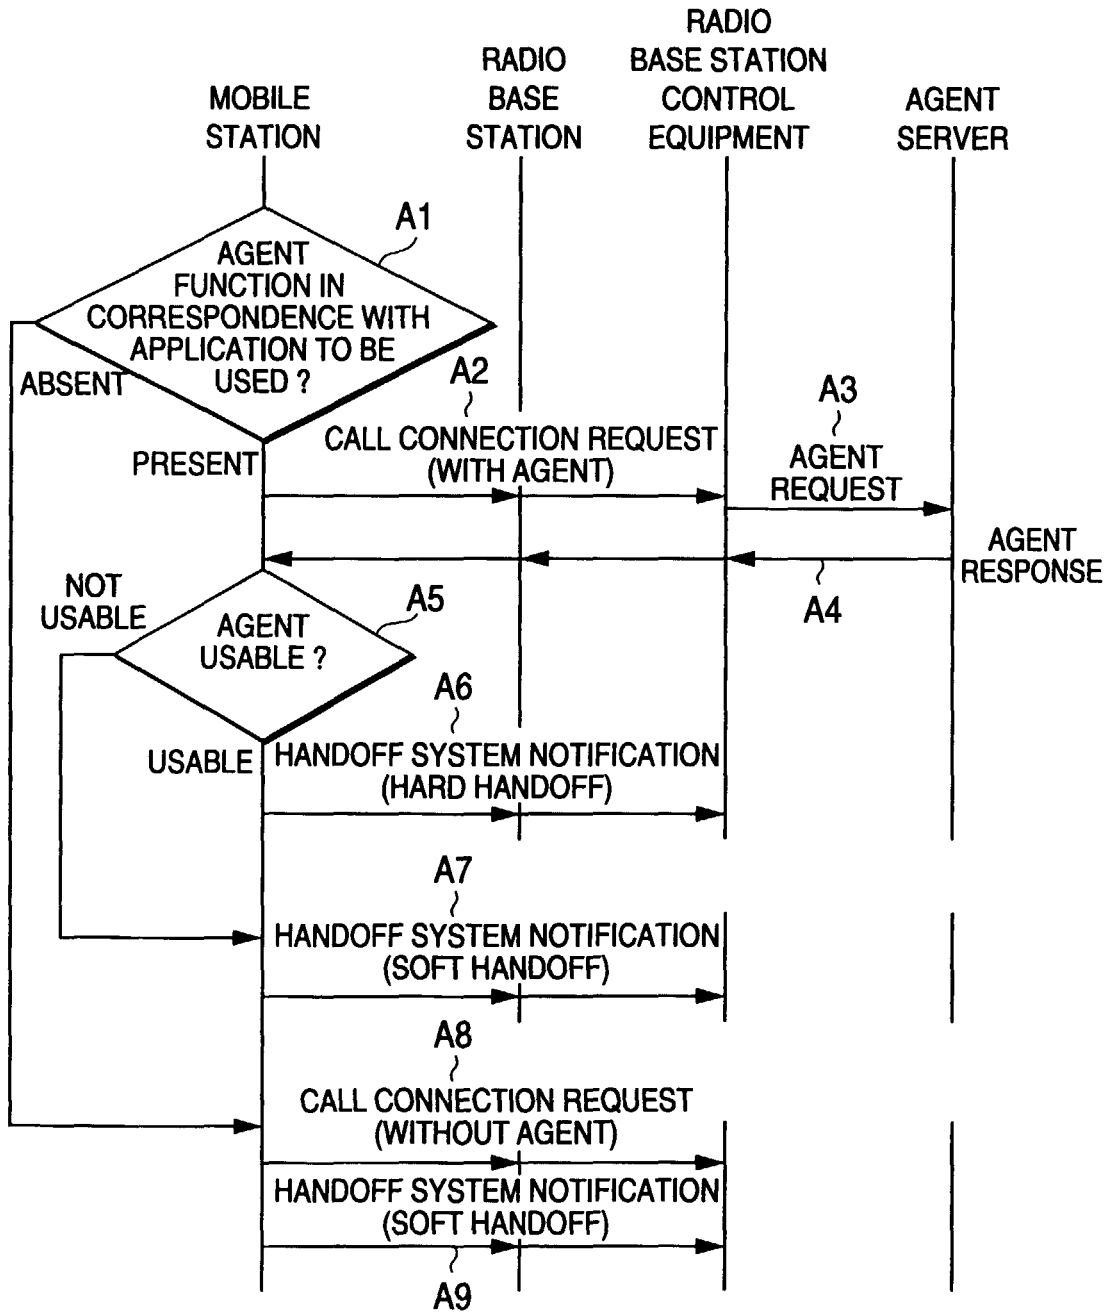 MOBILE
STATION
RADIO
BASE
STATION
RADIO
BASE STATION
CONTROL
EQUIPMENT
AGENT
SERVER
A1
AGENT
FUNCTION IN
CORRESPONDENCE WITH
APPLICATION TO BE
USED ?
ABSENT
PRESENT
A2
CALL CONNECTION REQUEST
(WITH AGENT)
A3
AGENT
REQUEST
AGENT
RESPONSE
A4
NOT
USABLE
A5
AGENT
USABLE ?
USABLE
A6
HANDOFF SYSTEM NOTIFICATION
(HARD HANDOFF)
A7
HANDOFF SYSTEM NOTIFICATION
(SOFT HANDOFF)
A8
CALL CONNECTION REQUEST
(WITHOUT AGENT)
HANDOFF SYSTEM NOTIFICATION
(SOFT HANDOFF)
A9